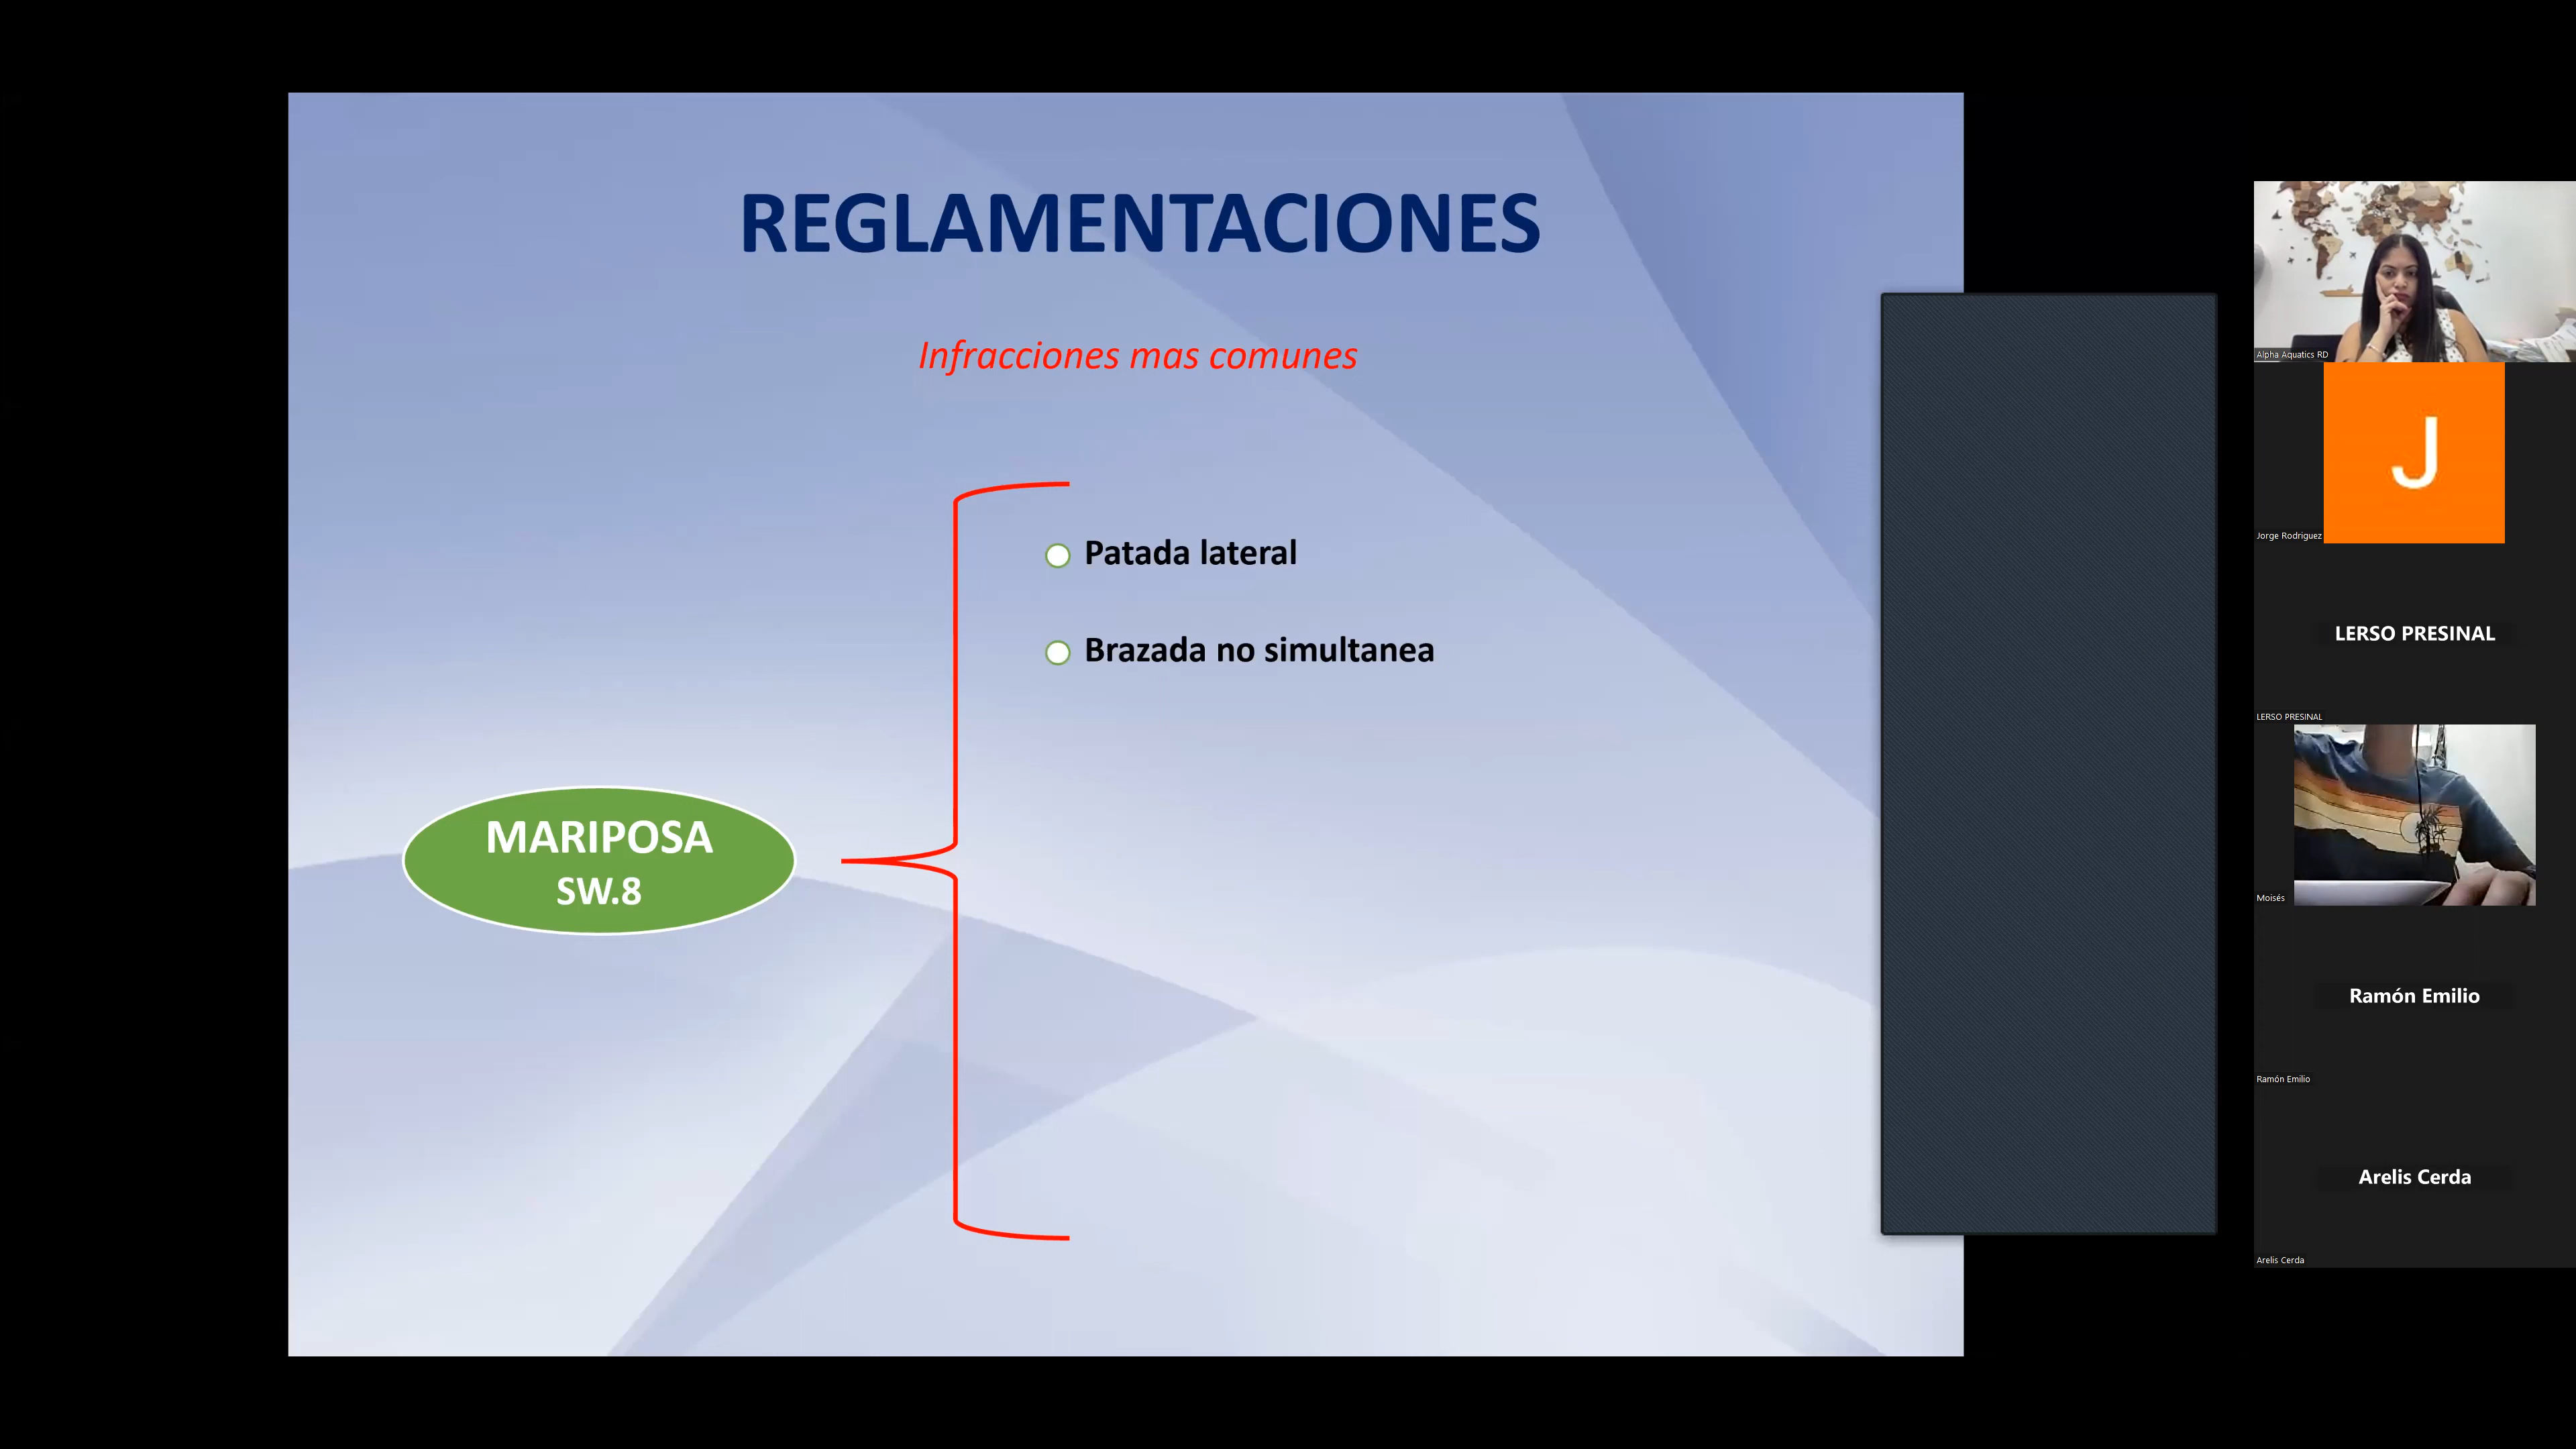 REGLAMENTACIONES
Infracciones mas comunes
Patada lateral
Brazada no simultanea
MARIPOSA
SW.8
Alpha Aquatics RD
J
Jorge Rodriguez
LERSO PRESINAL
LERSO PRESINAL
Moisés
Ramón Emilio
Ramón Emilio
Arelis Cerda
Arelis Cerda